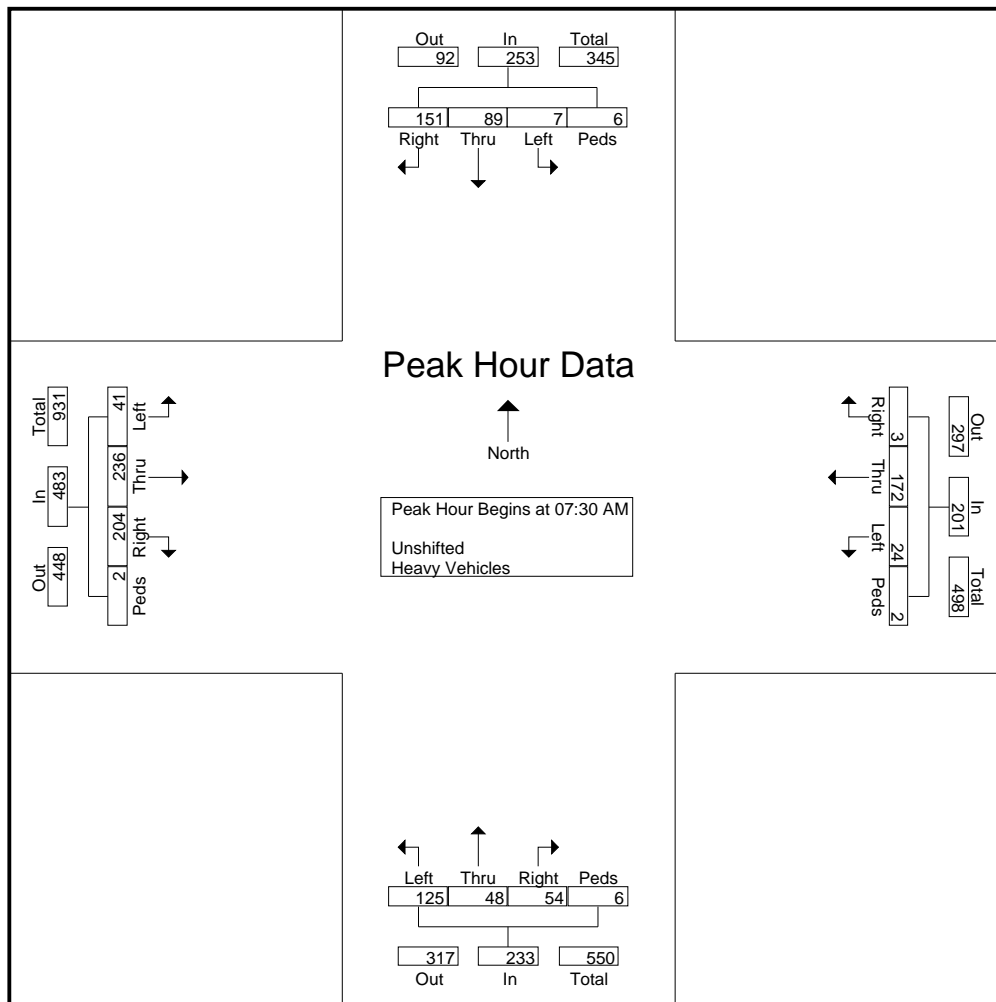 Out In Total
92 253 345
151 89 7 6
Right Thru Left Peds
Peak Hour Data
North
Peak Hour Begins at 07:30 AM
Unshifted
Heavy Vehicles
Total In Out
931 483 448
41 236 204 2
Left Thru Right Peds
Right Thru Left Peds
3 172 24 2
Out In Total
297 201 498
Left Thru Right Peds
125 48 54 6
317 233 550
Out In Total